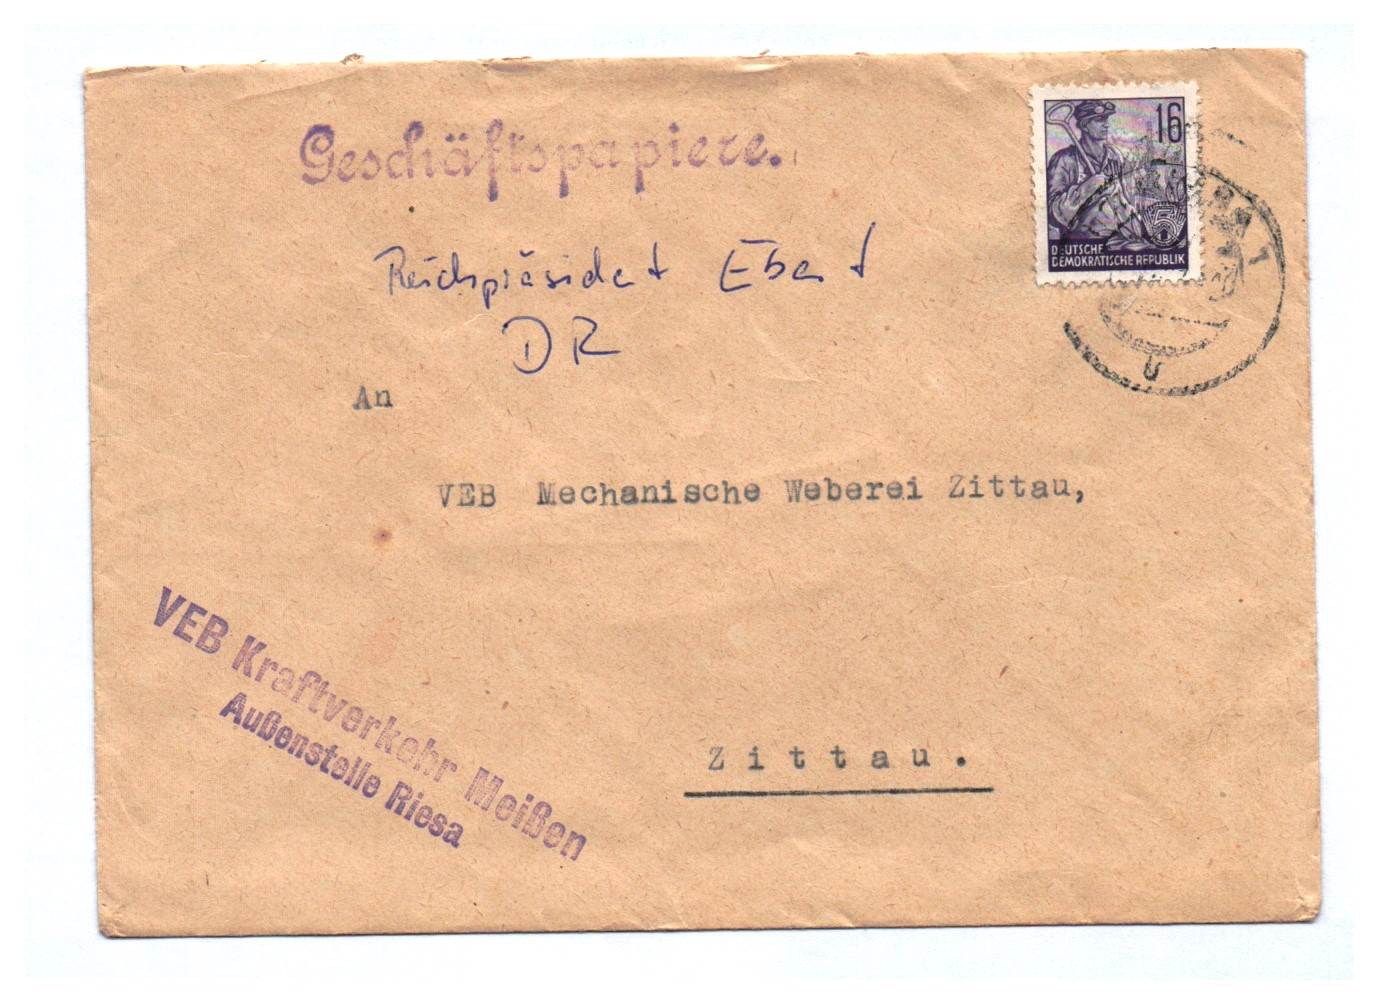 Geschäftspapiere.
16
5
DEUTSCHE
DEMOKRATISCHE REPUBLIK
Reichpräsident Ebert
DR
An
VEB Mechanische Weberei Zittau,
VEB Kraftverkehr Meißen
Außenstelle Riesa
Zittau.